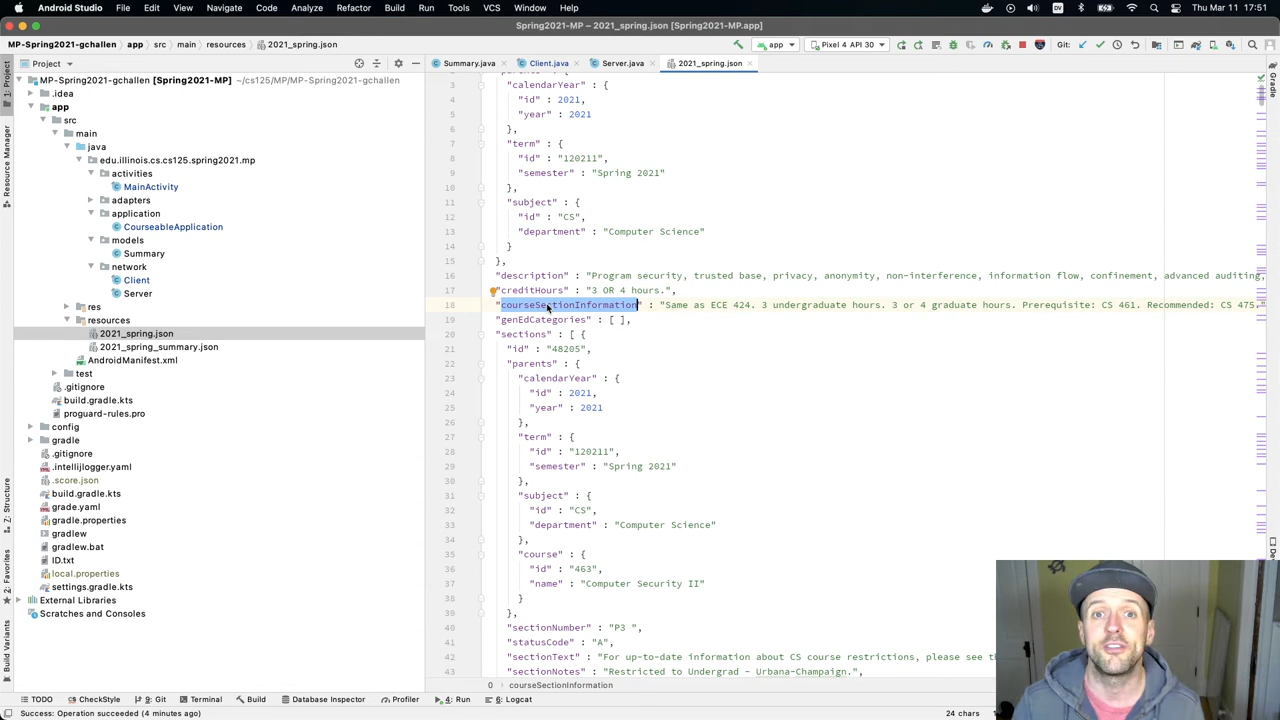 Android Studio File Edit View Navigate Code Analyze Refactor Build Run Tools VCS Window Help Thu Mar 11 17:51
Spring2021-MP – 2021_spring.json [Spring2021-MP.app]
MP-Spring2021-gchallen app src main resources 2021_spring.json app Pixel 4 API 30 Git:
Project Summary.java Client.java Server.java 2021_spring.json
MP-Spring2021-gchallen [Spring2021-MP] ~/cs125/MP/MP-Spring2021-gchallen
.idea
app
src
main
java
edu.illinois.cs.cs125.spring2021.mp
activities
MainActivity
adapters
application
CourseableApplication
models
Summary
network
Client
Server
res
resources
2021_spring.json
2021_spring_summary.json
AndroidManifest.xml
test
.gitignore
build.gradle.kts
proguard-rules.pro
config
gradle
.gitignore
.intellijlogger.yaml
.score.json
build.gradle.kts
grade.yaml
gradle.properties
gradlew
gradlew.bat
ID.txt
local.properties
settings.gradle.kts
External Libraries
Scratches and Consoles
1: Project
Resource Manager
7: Structure
2: Favorites
Build Variants
3 "calendarYear" : {
4 "id" : 2021,
5 "year" : 2021
6 },
7 "term" : {
8 "id" : "120211",
9 "semester" : "Spring 2021"
10 },
11 "subject" : {
12 "id" : "CS",
13 "department" : "Computer Science"
14 }
15 },
16 "description" : "Program security, trusted base, privacy, anonymity, non-interference, information flow, confinement, advanced auditing,
17 "creditHours" : "3 OR 4 hours.",
18 "courseSectionInformation" : "Same as ECE 424. 3 undergraduate hours. 3 or 4 graduate hours. Prerequisite: CS 461. Recommended: CS 475."
19 "genEdCategories" : [ ],
20 "sections" : [ {
21 "id" : "48205",
22 "parents" : {
23 "calendarYear" : {
24 "id" : 2021,
25 "year" : 2021
26 },
27 "term" : {
28 "id" : "120211",
29 "semester" : "Spring 2021"
30 },
31 "subject" : {
32 "id" : "CS",
33 "department" : "Computer Science"
34 },
35 "course" : {
36 "id" : "463",
37 "name" : "Computer Security II"
38 }
39 },
40 "sectionNumber" : "P3 ",
41 "statusCode" : "A",
42 "sectionText" : "For up-to-date information about CS course restrictions, please see th
43 "sectionNotes" : "Restricted to Undergrad - Urbana-Champaign.",
0 courseSectionInformation
Gradle
TODO CheckStyle 9: Git Terminal Build Database Inspector Profiler 4: Run 6: Logcat
Success: Operation succeeded (4 minutes ago) 24 chars